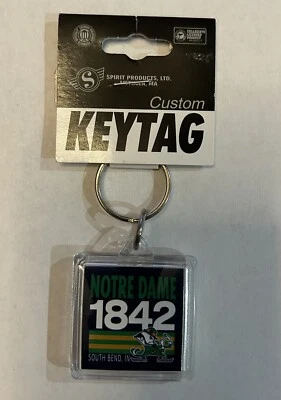 SPIRIT PRODUCTS, LTD.
Custom
KEYTAG
NOTRE DAME
1842
SOUTH BEND, IN